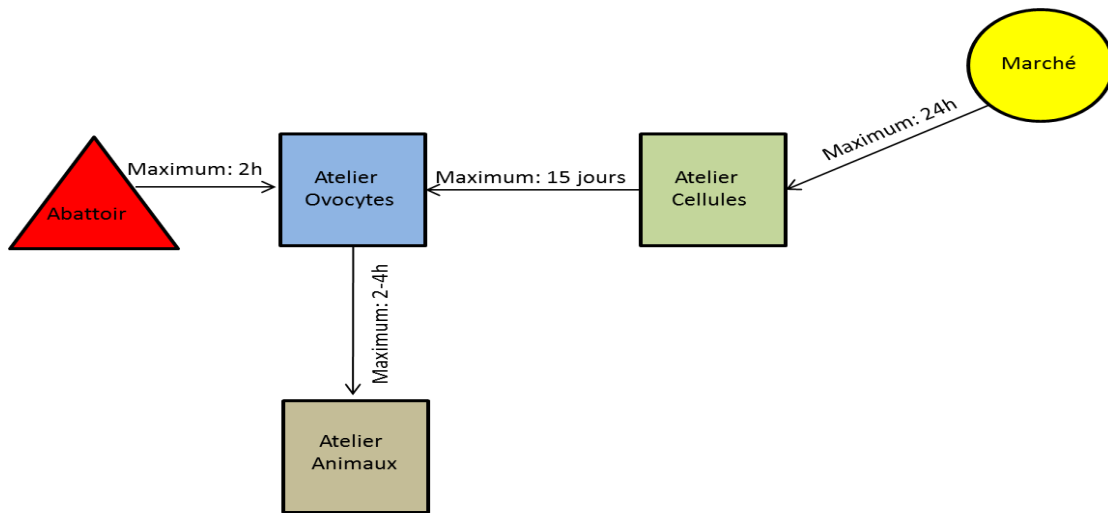 Marché
Maximum: 24h
Abattoir
Maximum: 2h
Atelier
Ovocytes
Maximum: 15 jours
Atelier
Cellules
Maximum: 2-4h
Atelier
Animaux